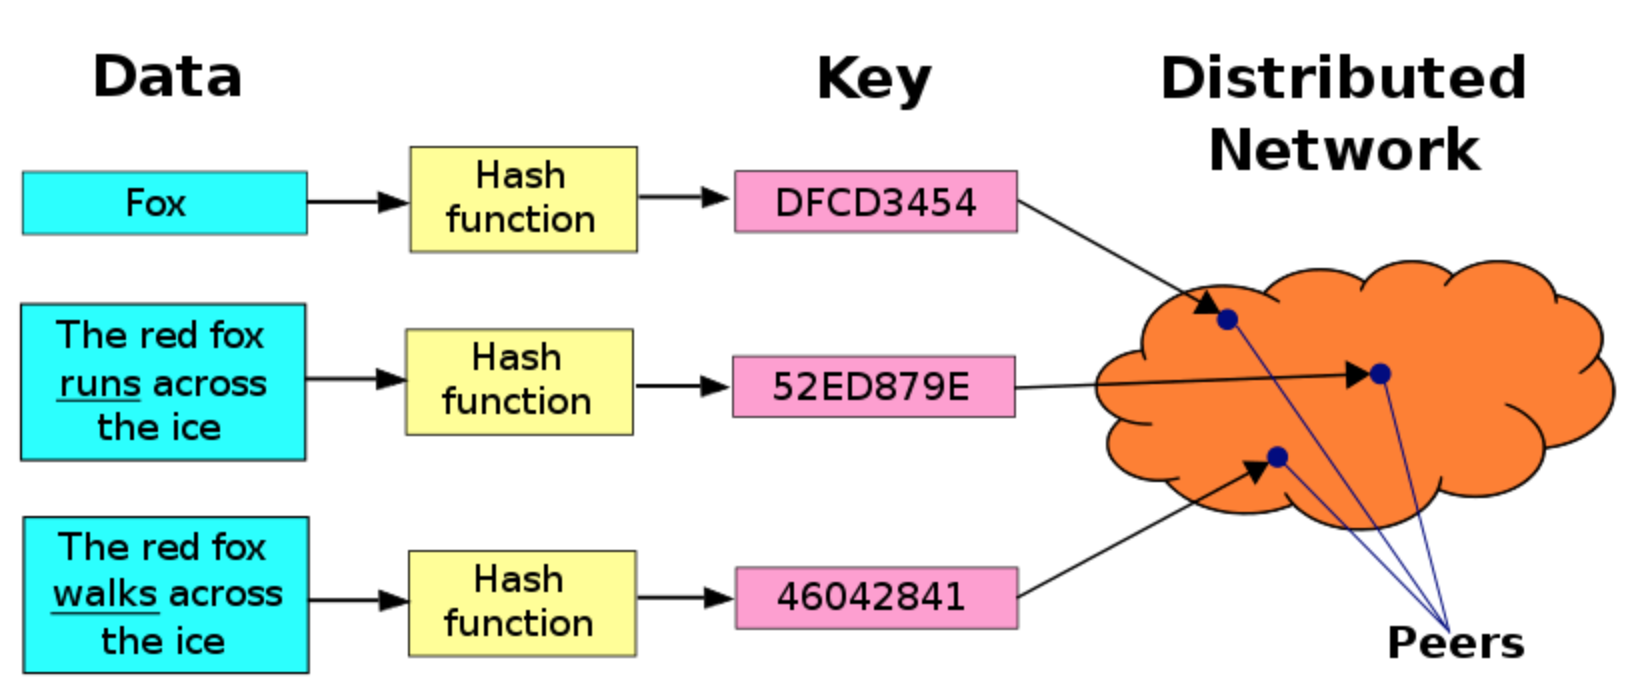 Data
Key
Distributed
Network
Fox
Hash
function
DFCD3454
The red fox
runs across
the ice
Hash
function
52ED879E
The red fox
walks across
the ice
Hash
function
46042841
Peers